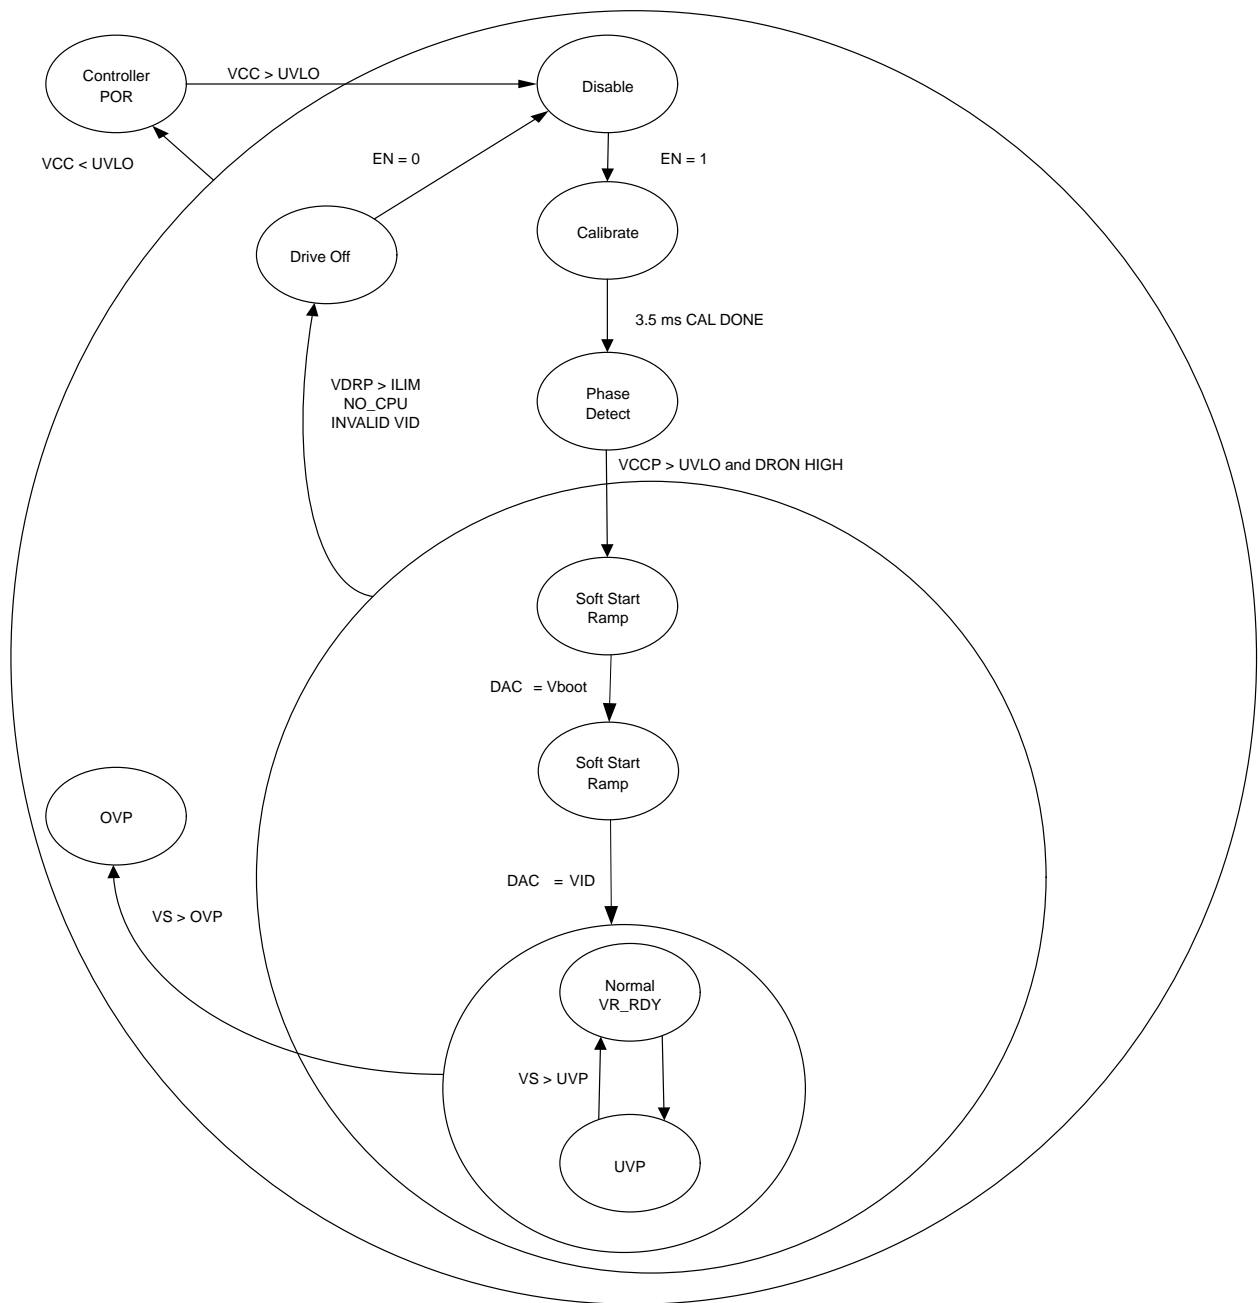 Controller
POR
VCC > UVLO
Disable
VCC < UVLO
EN = 0
EN = 1
Calibrate
Drive Off
3.5 ms CAL DONE
VDRP > ILIM
NO_CPU
INVALID VID
Phase
Detect
VCCP > UVLO and DRON HIGH
Soft Start
Ramp
DAC = Vboot
Soft Start
Ramp
OVP
DAC = VID
VS > OVP
Normal
VR_RDY
VS > UVP
UVP